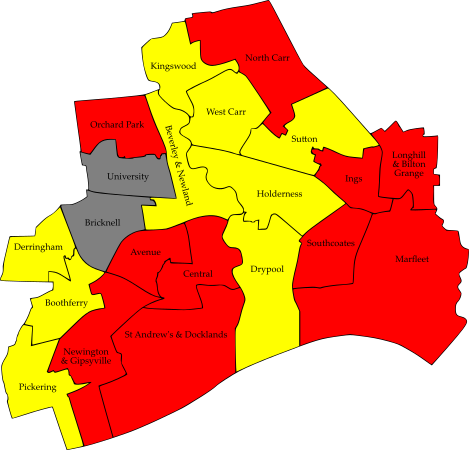 North Carr
Kingswood
West Carr
Orchard Park
Beverley & Newland
Sutton
Longhill
& Bilton
Grange
University
Ings
Holderness
Bricknell
Derringham
Avenue
Southcoates
Central
Drypool
Marfleet
Boothferry
St Andrew's & Docklands
Newington
& Gipsyville
Pickering